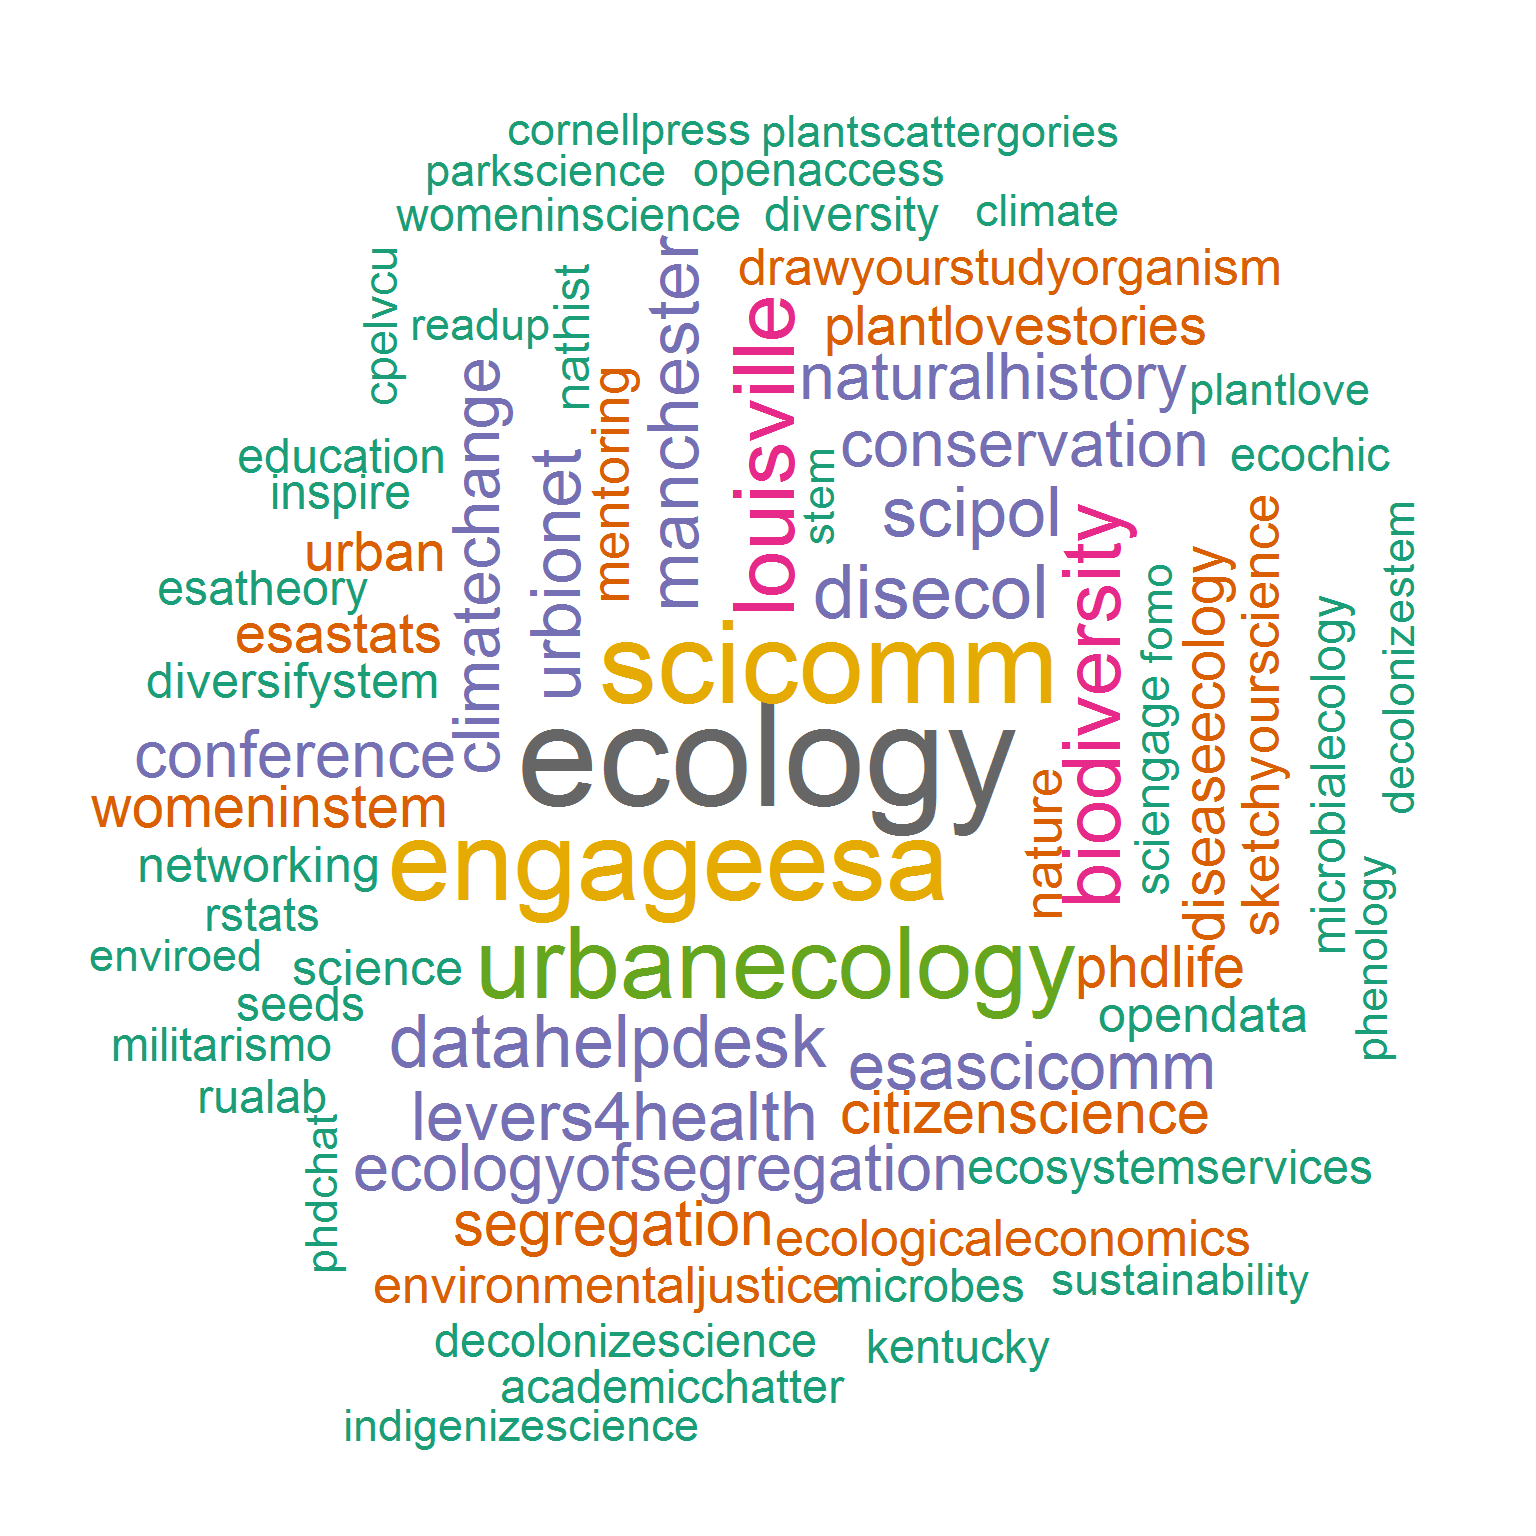 cornellpress plantscattergories
parkscience openaccess
womeninscience diversity climate
cpelvcu
readup
nathist
manchester
louisville
drawyourstudyorganism
plantlovestories
naturalhistory
plantlove
climatechange
urbionet
mentoring
stem
conservation
ecochic
education
inspire
scipol
biodiversity
sciengage
fomo
diseaseecology
sketchyourscience
microbialecology
decolonizestem
urban
esatheory
disecol
esastats
diversifystem
scicomm
conference
ecology
womeninstem
nature
networking
engageesa
phenology
rstats
enviroed
science
urbanecology
phdlife
seeds
opendata
militarismo
datahelpdesk
esascicomm
rualab
levers4health
citizenscience
phdchat
ecologyofsegregation
ecosystemservices
segregation
ecologicaleconomics
environmentaljustice
microbes
sustainability
decolonizescience
kentucky
academicchatter
indigenizescience